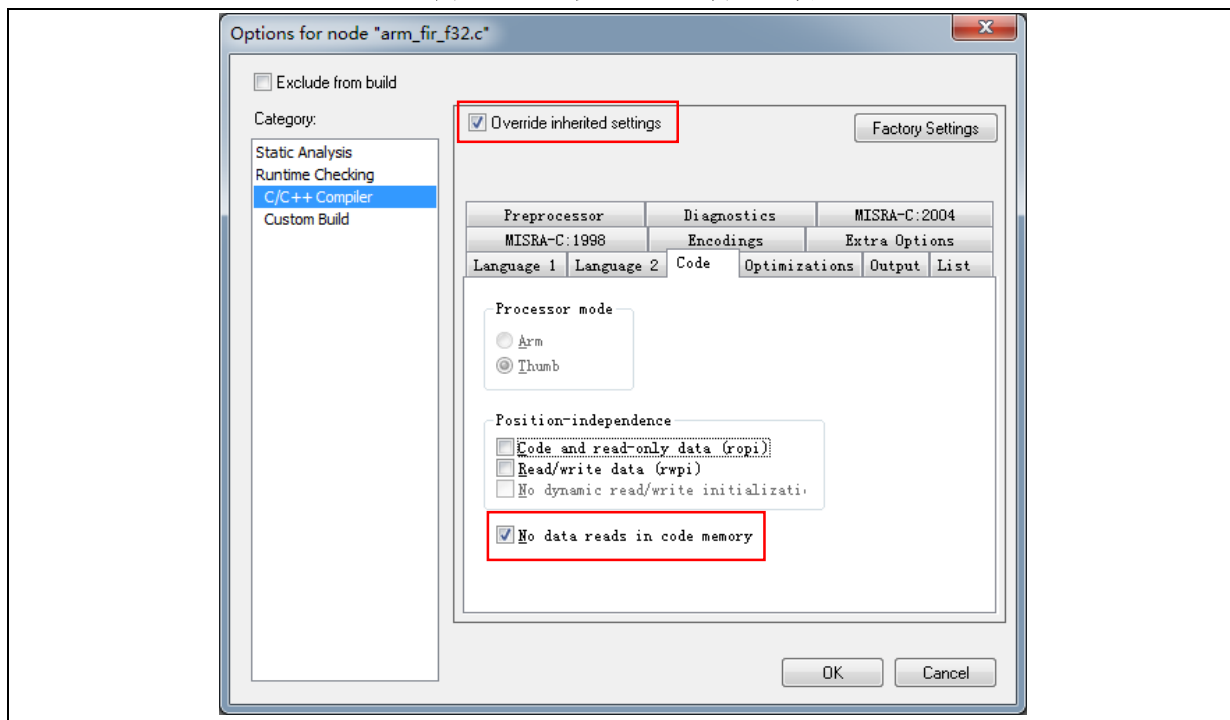 Options for node "arm_fir_f32.c"
Exclude from build
Category:
Static Analysis
Runtime Checking
C/C++ Compiler
Custom Build
Override inherited settings
Factory Settings
Preprocessor Diagnostics MISRA-C:2004
MISRA-C:1998 Encodings Extra Options
Language 1 Language 2 Code Optimizations Output List
Processor mode
Arm
Thumb
Position-independence
Code and read-only data (ropi)
Read/write data (rwpi)
No dynamic read/write initializati
No data reads in code memory
OK Cancel